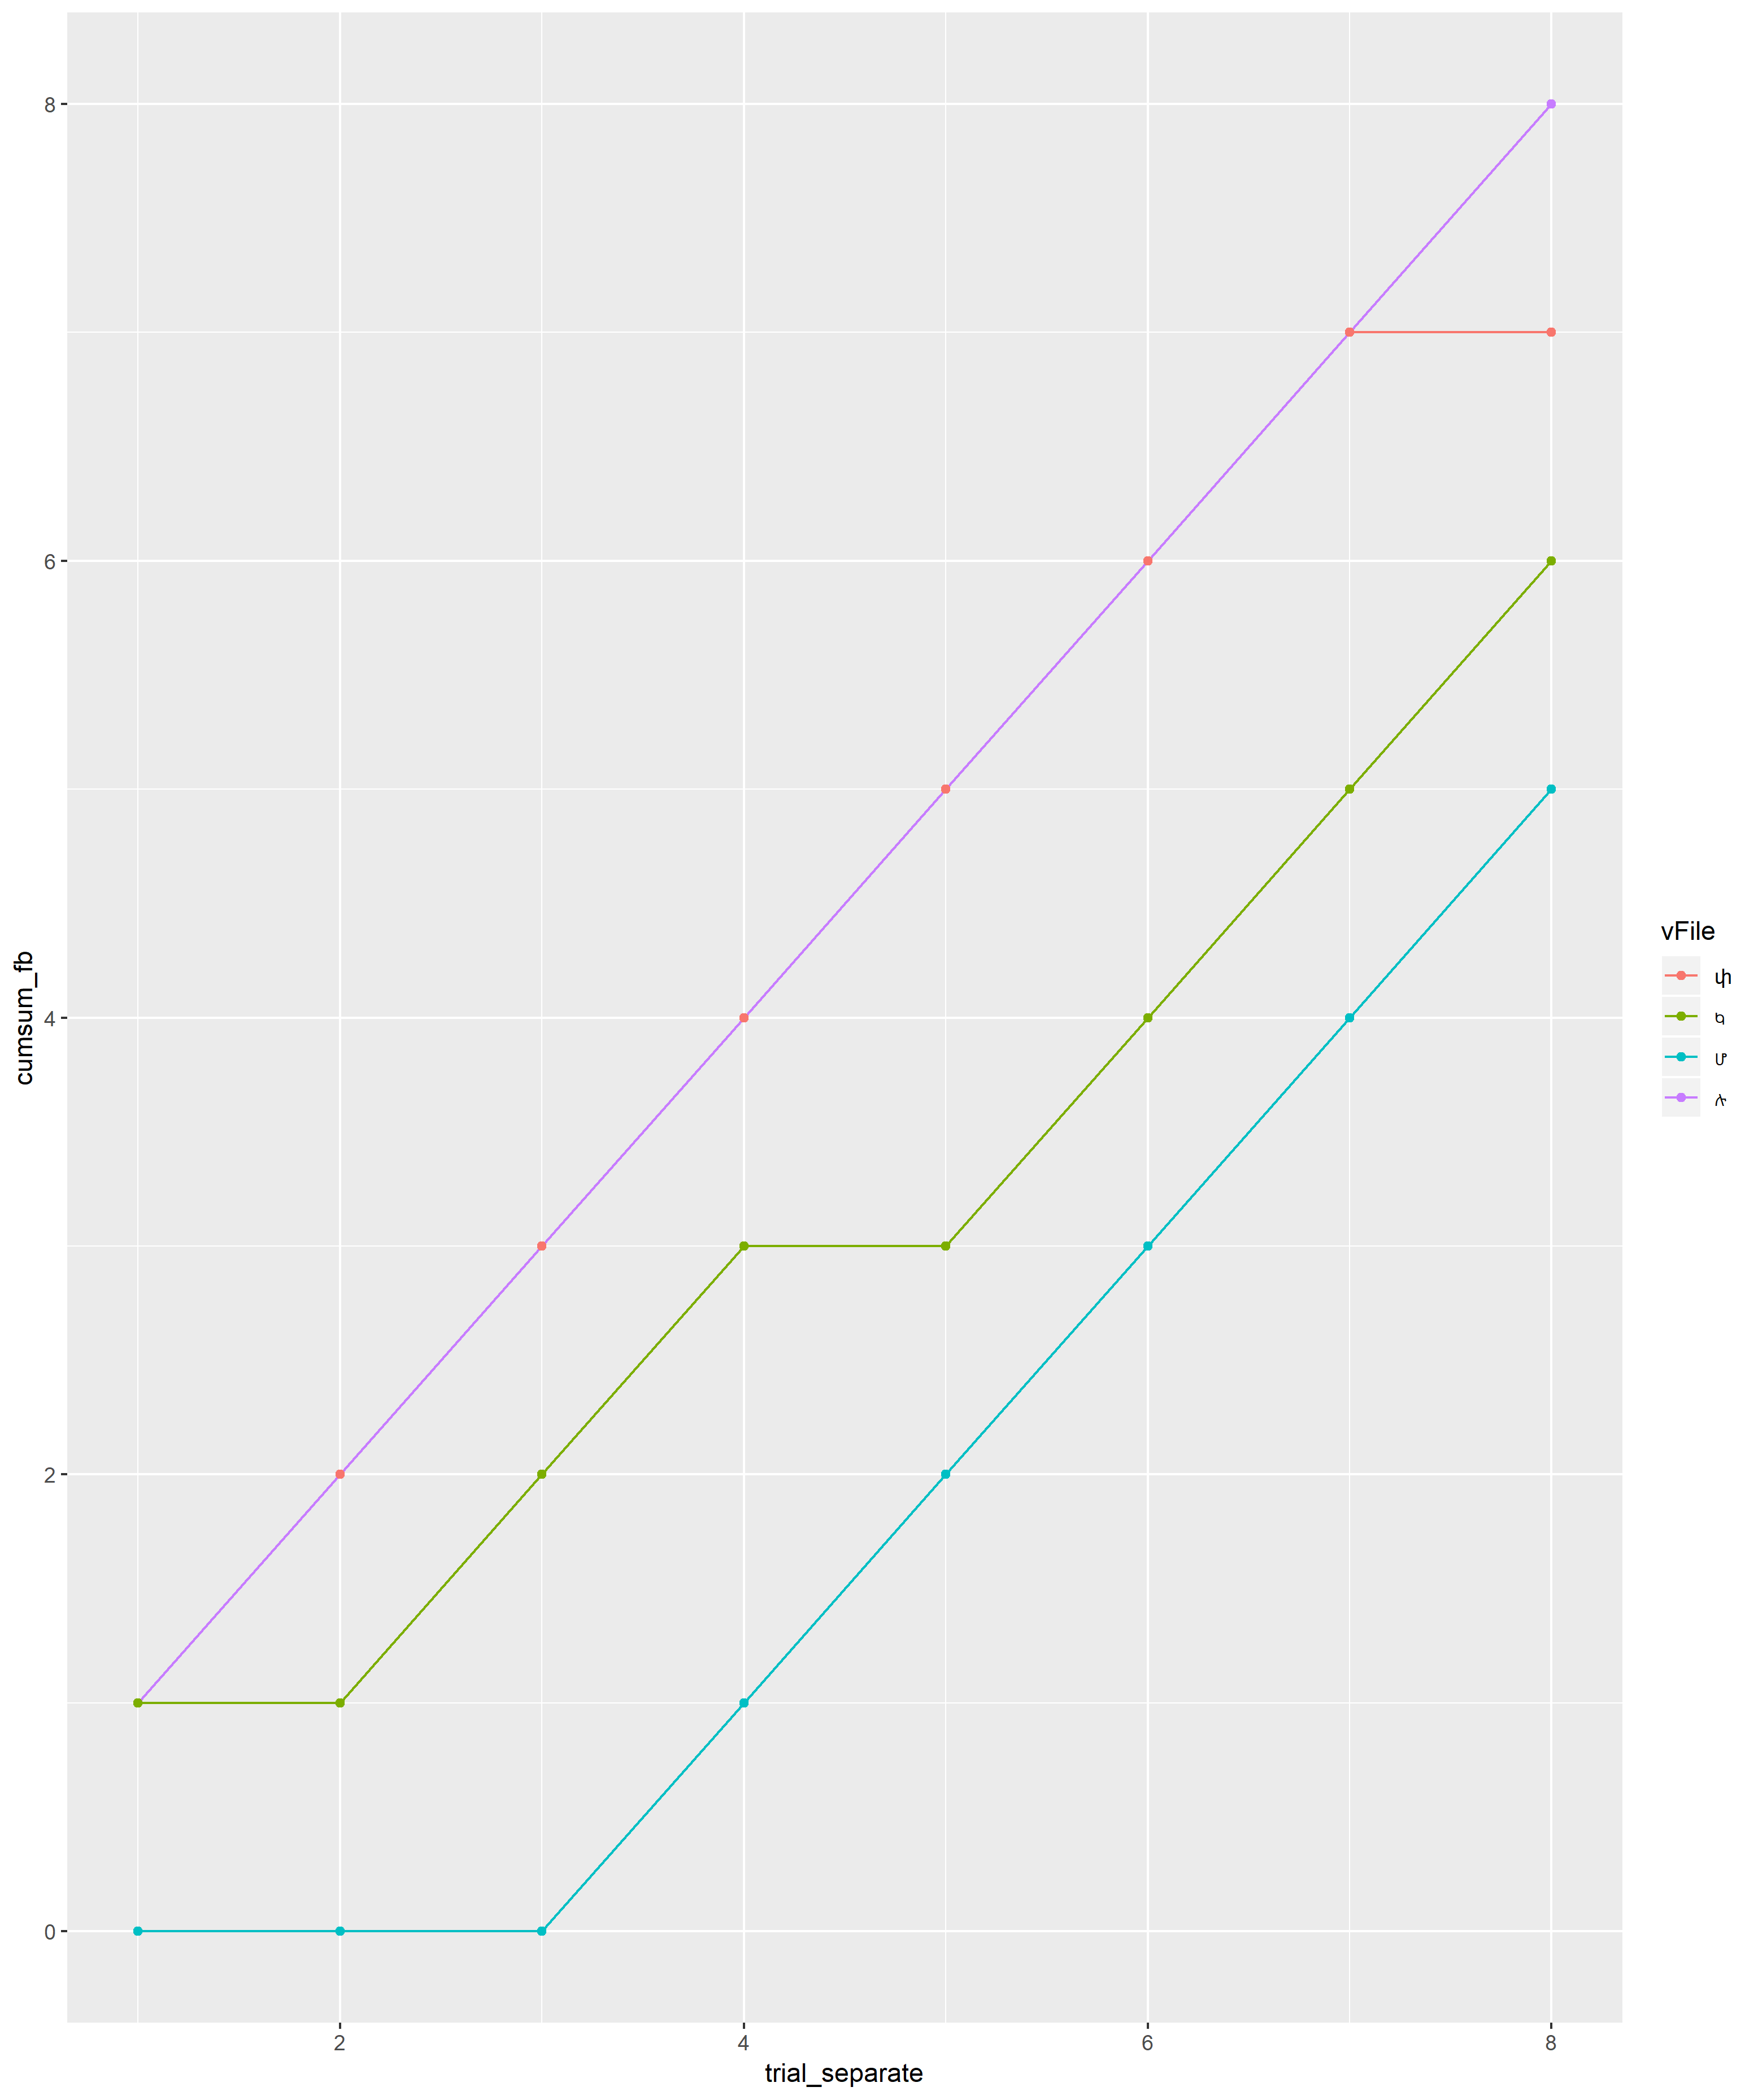 8
6
4
2
0
cumsum_fb
2 4 6 8
trial_separate
vFile
փ
ዩ
ሆ
ሉ